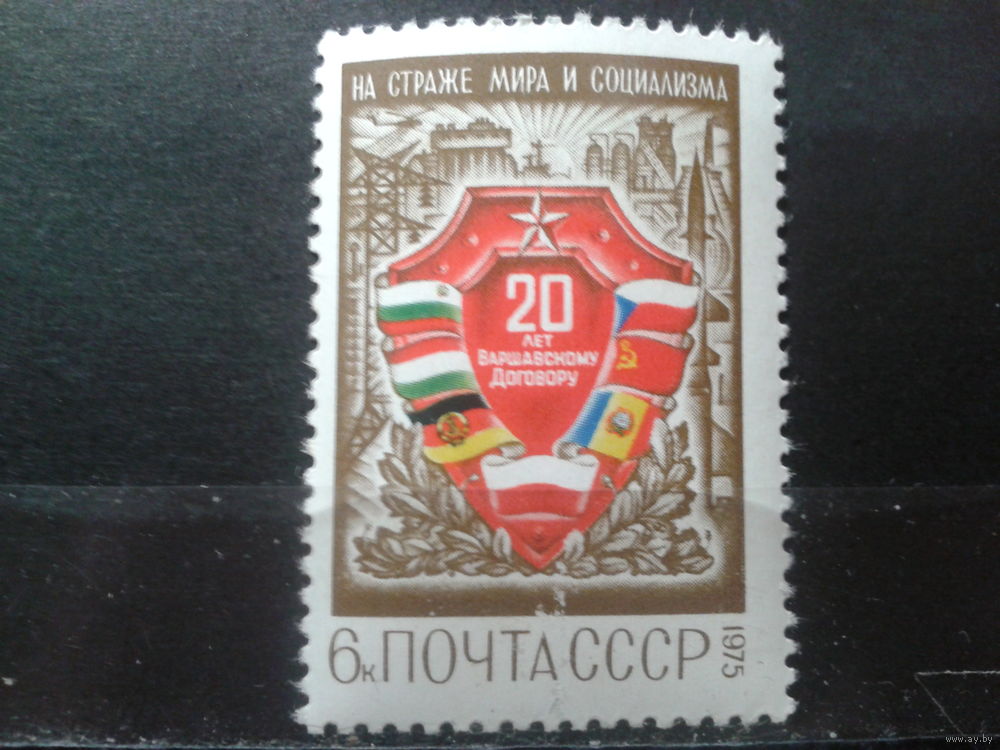 НА СТРАЖЕ МИРА И СОЦИАЛИЗМА
20
ЛЕТ
ВАРШАВСКОМУ
ДОГОВОРУ
6к ПОЧТА СССР 1975
www.ay.by